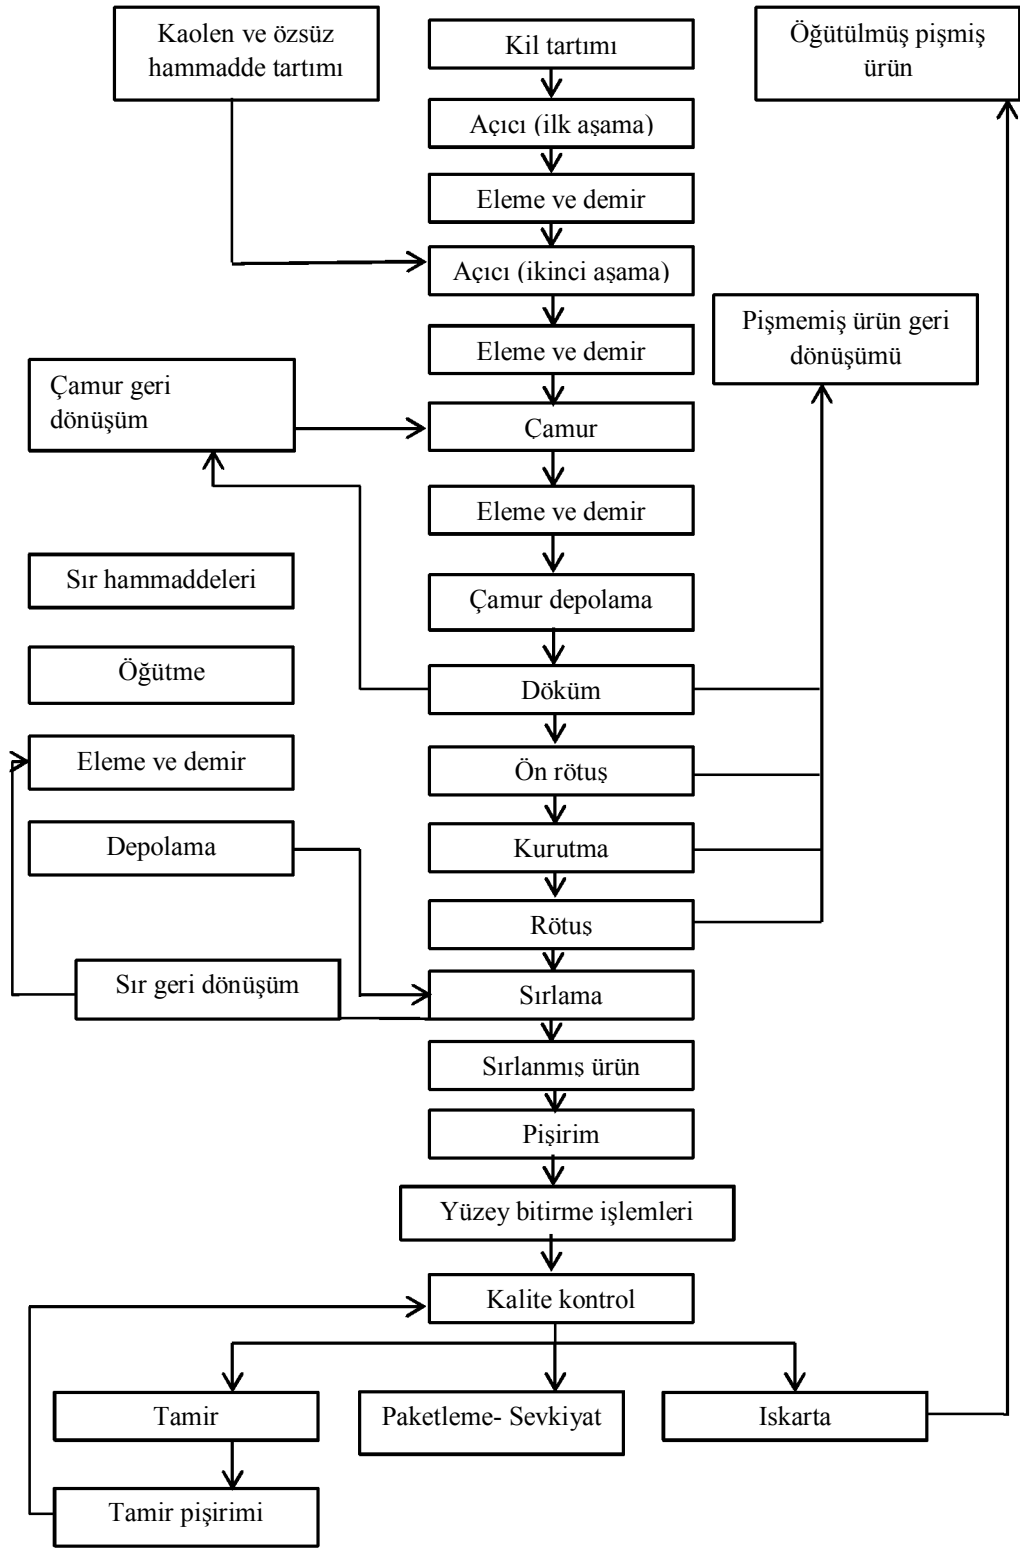 Kaolen ve özsüz
hammadde tartımı
Kil tartımı
Öğütülmüş pişmiş
ürün
Açıcı (ilk aşama)
Eleme ve demir
Açıcı (ikinci aşama)
Pişmemiş ürün geri
dönüşümü
Eleme ve demir
Çamur geri
dönüşüm
Çamur
Eleme ve demir
Sır hammaddeleri
Çamur depolama
Öğütme
Döküm
Eleme ve demir
Ön rötuş
Depolama
Kurutma
Rötuş
Sır geri dönüşüm
Sırlama
Sırlanmış ürün
Pişirim
Yüzey bitirme işlemleri
Kalite kontrol
Tamir
Paketleme- Sevkiyat
Iskarta
Tamir pişirimi